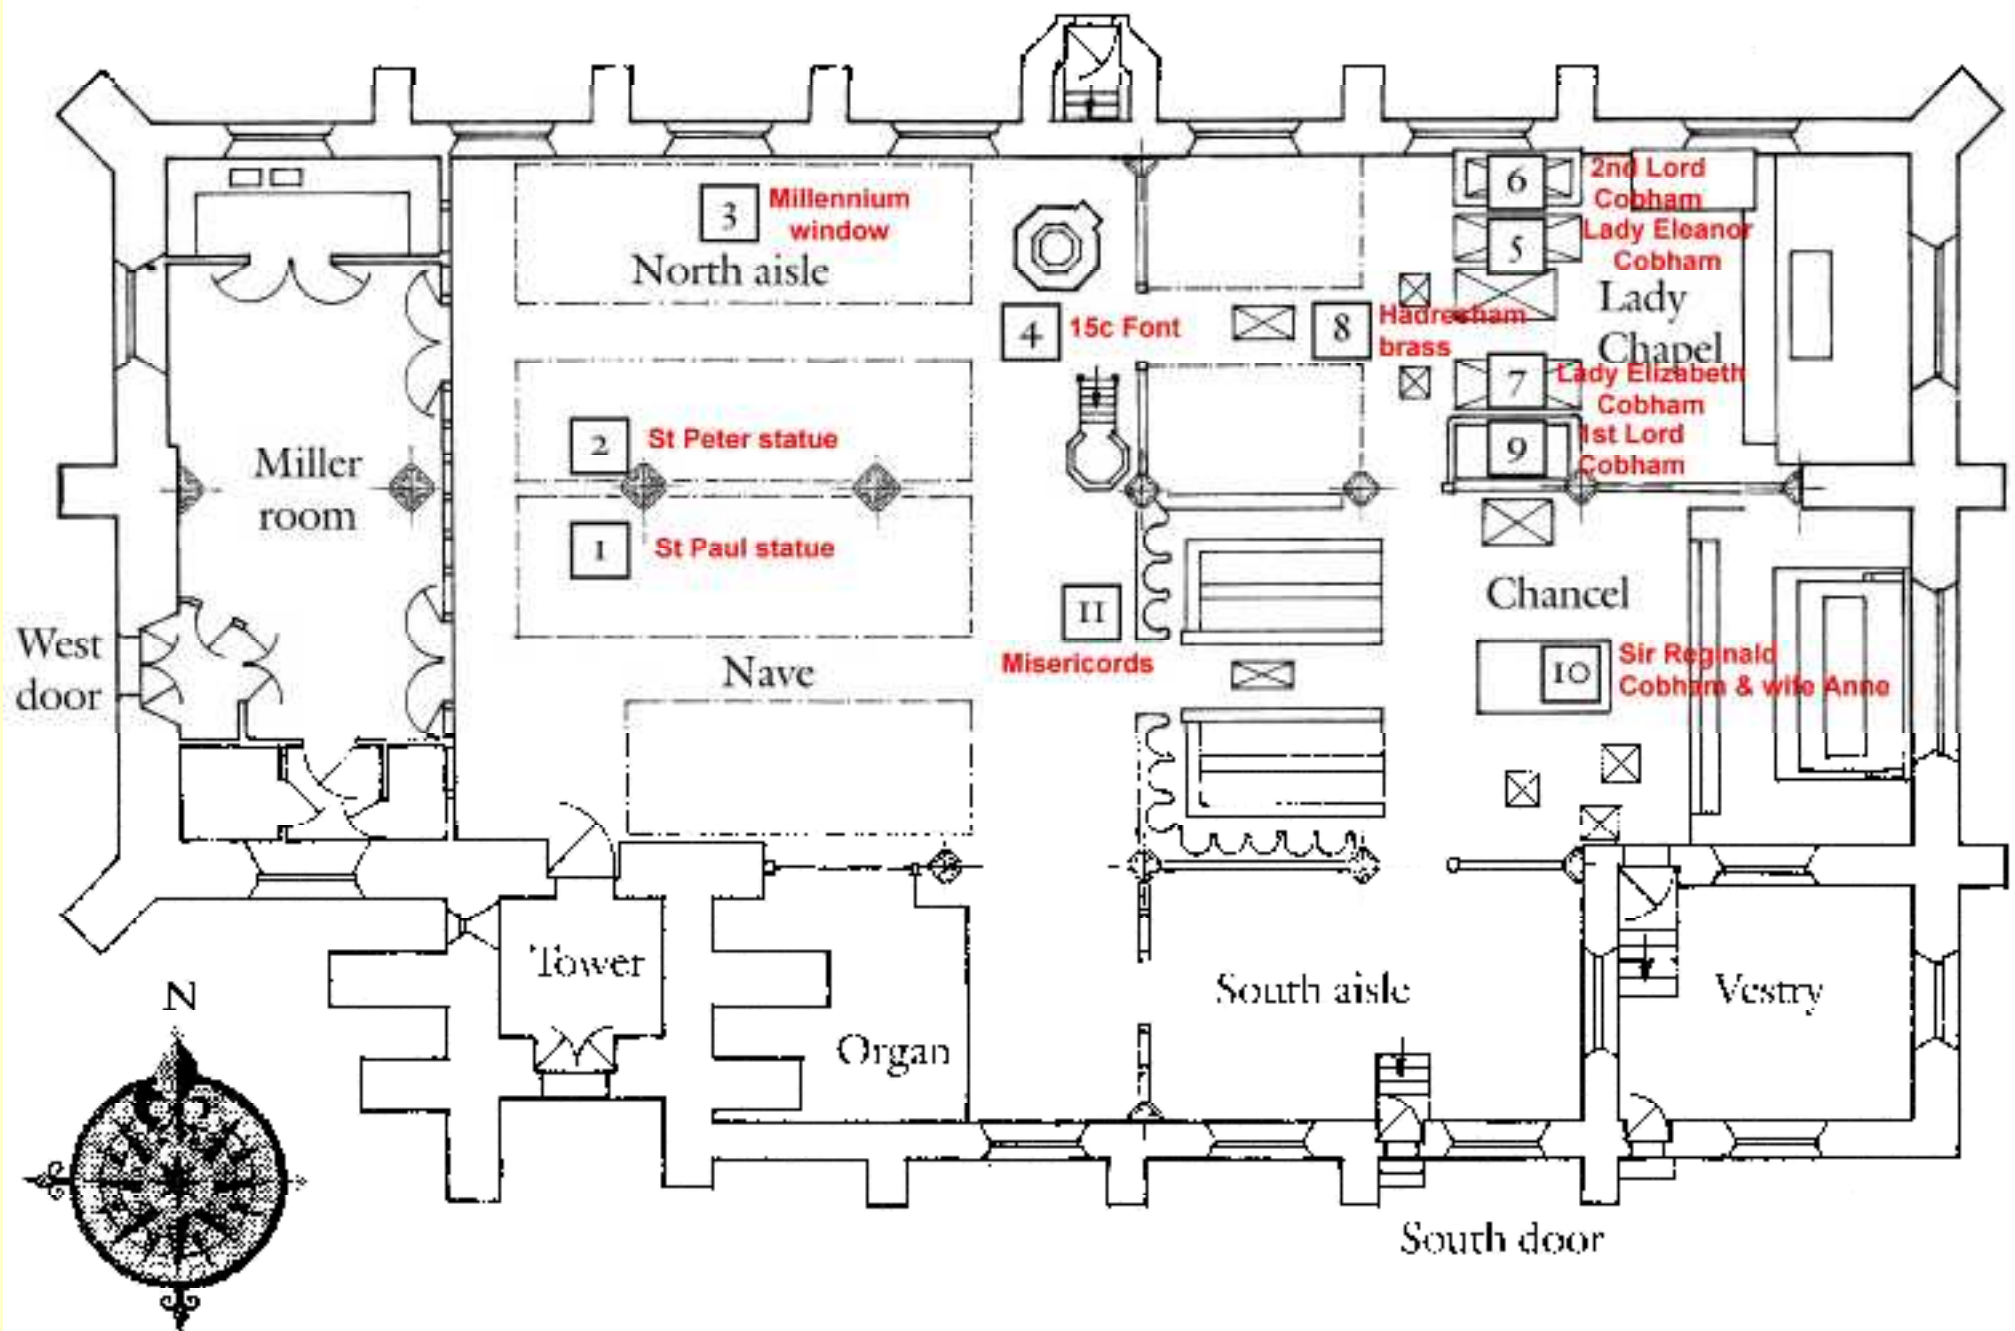 6
2nd Lord
Cobham
3
Millennium
window
5
Lady Eleanor
Cobham
North aisle
Lady
Chapel
4
15c Font
8
Hadresham
brass
7
Lady Elizabeth
Cobham
2
St Peter statue
9
1st Lord
Cobham
Miller
room
1
St Paul statue
Chancel
11
Misericords
West
door
Nave
10
Sir Reginald
Cobham & wife Anne
Tower
South aisle
Vestry
N
Organ
South door